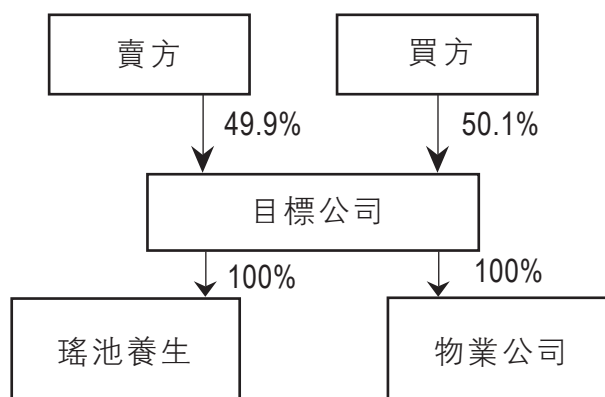 賣方
買方
49.9%
50.1%
目標公司
100%
100%
瑤池養生
物業公司